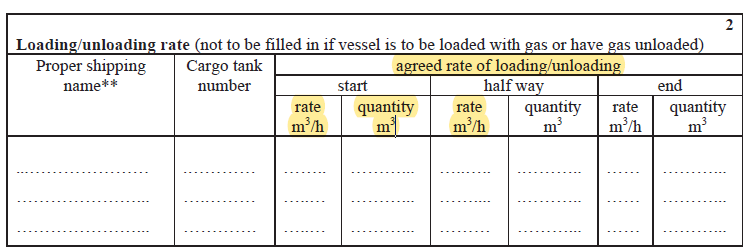 2
Loading/unloading rate (not to be filled in if vessel is to be loaded with gas or have gas unloaded)
Proper shipping name** Cargo tank number agreed rate of loading/unloading
start half way end
rate m³/h quantity m³ rate m³/h quantity m³ rate m³/h quantity m³
........................ ............. ........ ............ .......... ............ ...... ............
........................ ............. ........ ............ .......... ............ ...... ............
........................ ............. ........ ............ .......... ............ ...... ............